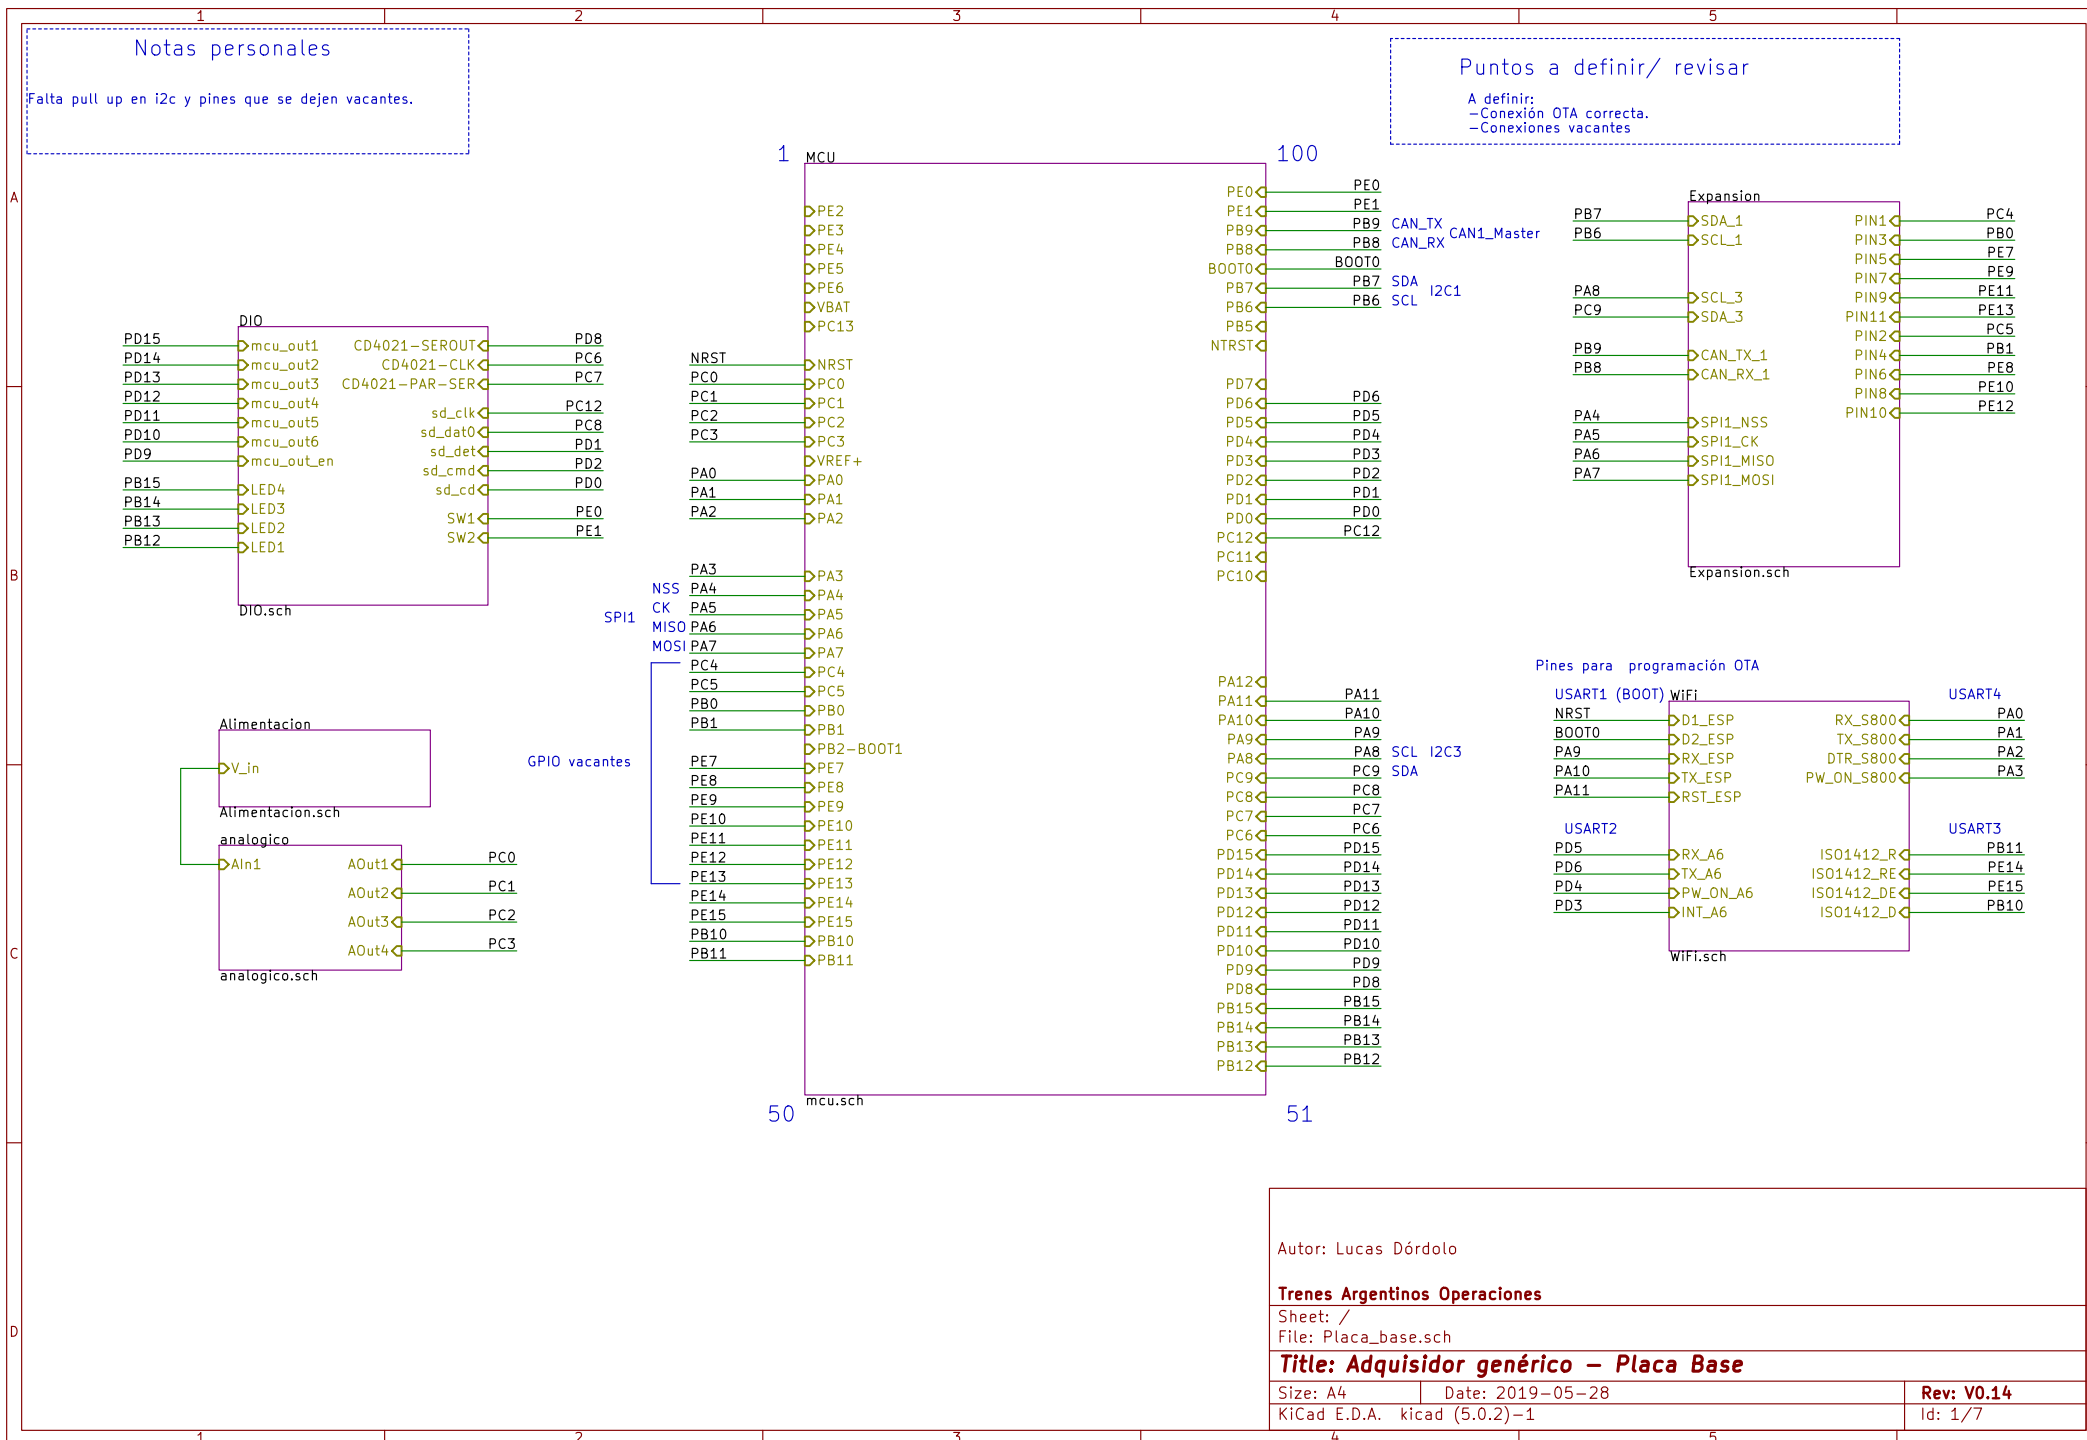 1 2 3 4 5
Notas personales
Falta pull up en i2c y pines que se dejen vacantes.
Puntos a definir/ revisar
A definir:
-Conexión OTA correcta.
-Conexiones vacantes
A
B
C
D
DIO
PD15 mcu_out1 CD4021-SEROUT PD8
PD14 mcu_out2 CD4021-CLK PC6
PD13 mcu_out3 CD4021-PAR-SER PC7
PD12 mcu_out4
PD11 mcu_out5
PD10 mcu_out6
PD9 mcu_out_en
sd_clk PC12
sd_dat0 PC8
sd_det PD1
sd_cmd PD2
sd_cd PD0
PB15 LED4
PB14 LED3
PB13 LED2
PB12 LED1
SW1 PE0
SW2 PE1
DIO.sch
Alimentacion
V_in
Alimentacion.sch
analogico
AIn1 AOut1 PC0
AOut2 PC1
AOut3 PC2
AOut4 PC3
analogico.sch
1 MCU 100
PE2
PE3
PE4
PE5
PE6
VBAT
PC13
NRST NRST
PC0 PC0
PC1 PC1
PC2 PC2
PC3 PC3
VREF+
PA0 PA0
PA1 PA1
PA2 PA2
PA3 PA3
SPI1
NSS PA4 PA4
CK PA5 PA5
MISO PA6 PA6
MOSI PA7 PA7
GPIO vacantes
PC4 PC4
PC5 PC5
PB0 PB0
PB1 PB1
PB2-BOOT1
PE7 PE7
PE8 PE8
PE9 PE9
PE10 PE10
PE11 PE11
PE12 PE12
PE13 PE13
PE14 PE14
PE15 PE15
PB10 PB10
PB11 PB11
PE0 PE0
PE1 PE1
PB9 PB9 CAN_TX
CAN1_Master
PB8 PB8 CAN_RX
BOOT0 BOOT0
PB7 PB7 SDA
I2C1
PB6 PB6 SCL
PB5
NTRST
PD7
PD6 PD6
PD5 PD5
PD4 PD4
PD3 PD3
PD2 PD2
PD1 PD1
PD0 PD0
PC12 PC12
PC11
PC10
PA12
PA11 PA11
PA10 PA10
PA9 PA9
PA8 PA8 SCL I2C3
PC9 PC9 SDA
PC8 PC8
PC7 PC7
PC6 PC6
PD15 PD15
PD14 PD14
PD13 PD13
PD12 PD12
PD11 PD11
PD10 PD10
PD9 PD9
PD8 PD8
PB15 PB15
PB14 PB14
PB13 PB13
PB12 PB12
mcu.sch
50 51
Expansion
PB7 SDA_1 PIN1 PC4
PB6 SCL_1 PIN3 PB0
PIN5 PE7
PIN7 PE9
PA8 SCL_3 PIN9 PE11
PC9 SDA_3 PIN11 PE13
PIN2 PC5
PB9 CAN_TX_1 PIN4 PB1
PB8 CAN_RX_1 PIN6 PE8
PIN8 PE10
PIN10 PE12
PA4 SPI1_NSS
PA5 SPI1_CK
PA6 SPI1_MISO
PA7 SPI1_MOSI
Expansion.sch
Pines para programación OTA
USART1 (BOOT) WiFi USART4
NRST D1_ESP RX_S800 PA0
BOOT0 D2_ESP TX_S800 PA1
PA9 RX_ESP DTR_S800 PA2
PA10 TX_ESP PW_ON_S800 PA3
PA11 RST_ESP
USART2 USART3
PD5 RX_A6 ISO1412_R PB11
PD6 TX_A6 ISO1412_RE PE14
PD4 PW_ON_A6 ISO1412_DE PE15
PD3 INT_A6 ISO1412_D PB10
WiFi.sch
Autor: Lucas Dórdolo
Trenes Argentinos Operaciones
Sheet: /
File: Placa_base.sch
Title: Adquisidor genérico - Placa Base
Size: A4 Date: 2019-05-28 Rev: V0.14
KiCad E.D.A. kicad (5.0.2)-1 Id: 1/7
1 2 3 4 5